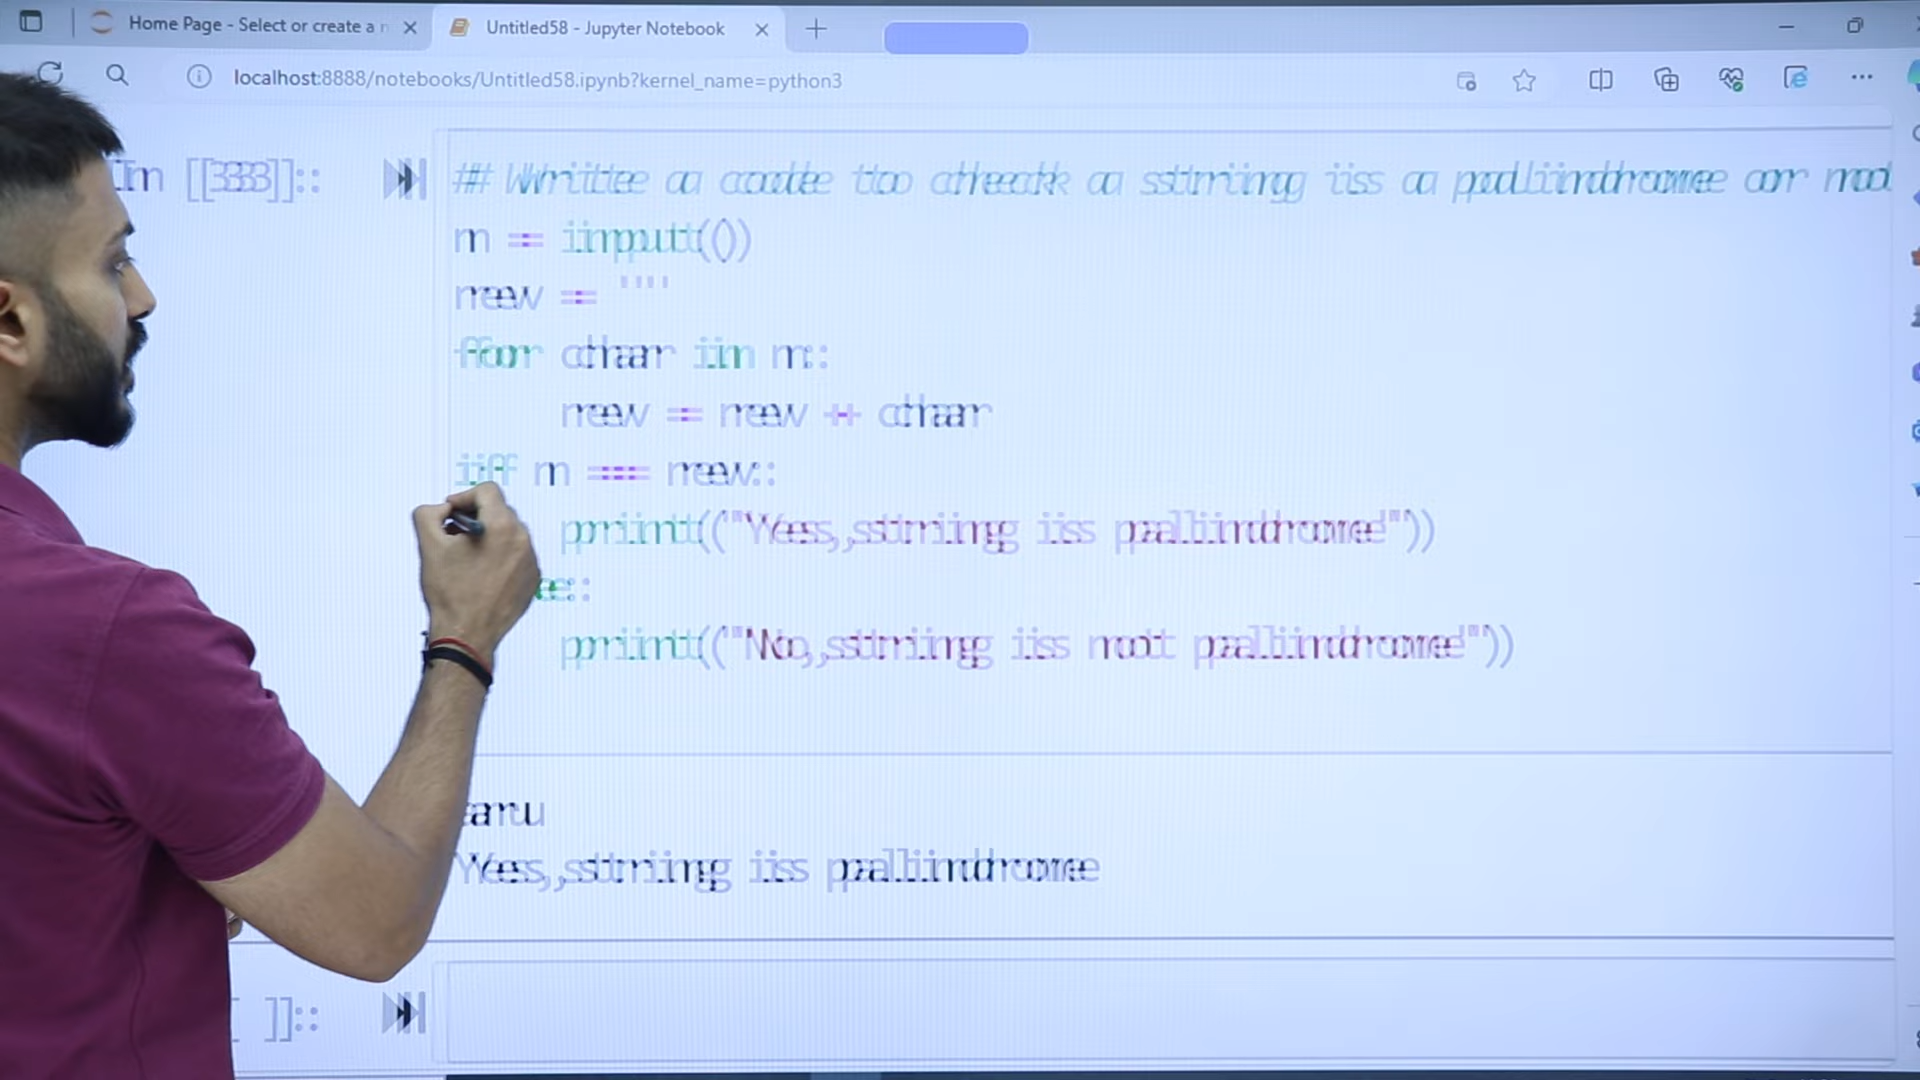 Home Page - Select or create a n
Untitled58 - Jupyter Notebook
localhost:8888/notebooks/Untitled58.ipynb?kernel_name=python3
In [33]:
# Write a code to check a string is a palindrome or not
m = input()
new = ''
for char in m:
new = new + char
if m == new:
print("Yes,string is palindrome")
e:
print("No,string is not palindrome")
aru
Yes,string is palindrome
]: